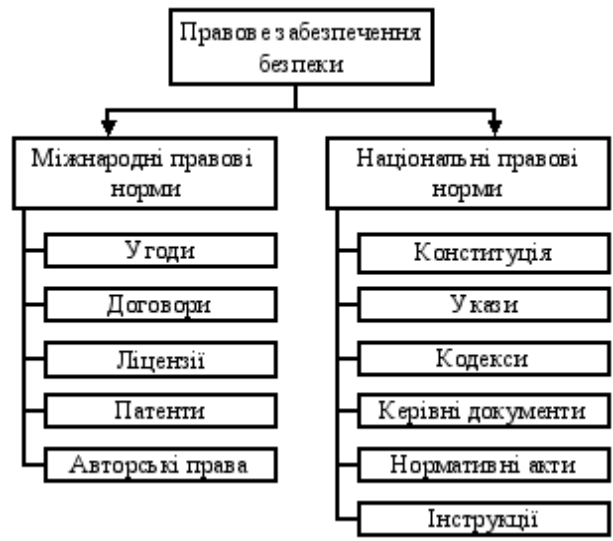 Правове забезпечення
безпеки
Міжнародні правові
норми
Угоди
Договори
Ліцензії
Патенти
Авторські права
Національні правові
норми
Конституція
Укази
Кодекси
Керівні документи
Нормативні акти
Інструкції